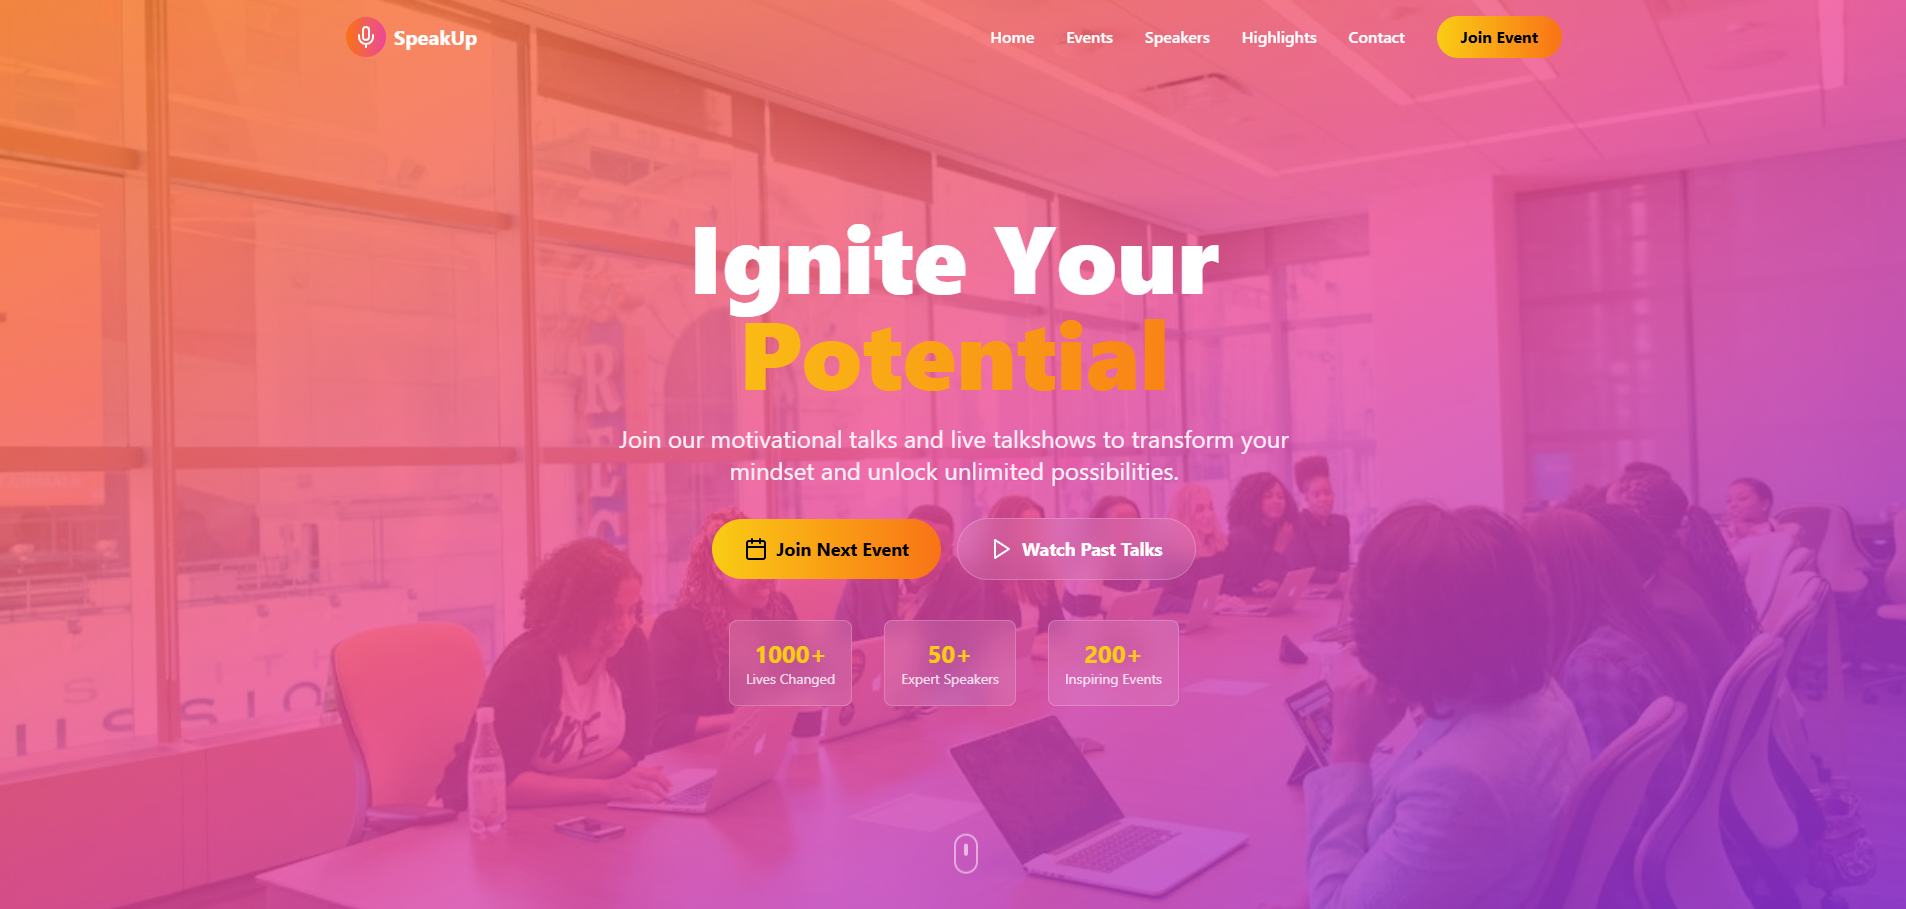 SpeakUp
Home
Events
Speakers
Highlights
Contact
Join Event
Ignite Your
Potential
Join our motivational talks and live talkshows to transform your
mindset and unlock unlimited possibilities.
Join Next Event
Watch Past Talks
1000+
Lives Changed
50+
Expert Speakers
200+
Inspiring Events
WE